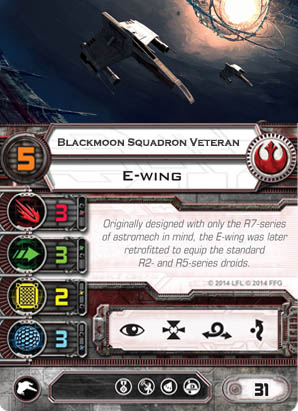 Blackmoon Squadron Veteran
5
E-wing
3
3
2
3
Originally designed with only the R7-series
of astromech in mind, the E-wing was later
retrofitted to equip the standard
R2- and R5-series droids.
© 2014 LFL © 2014 FFG
31